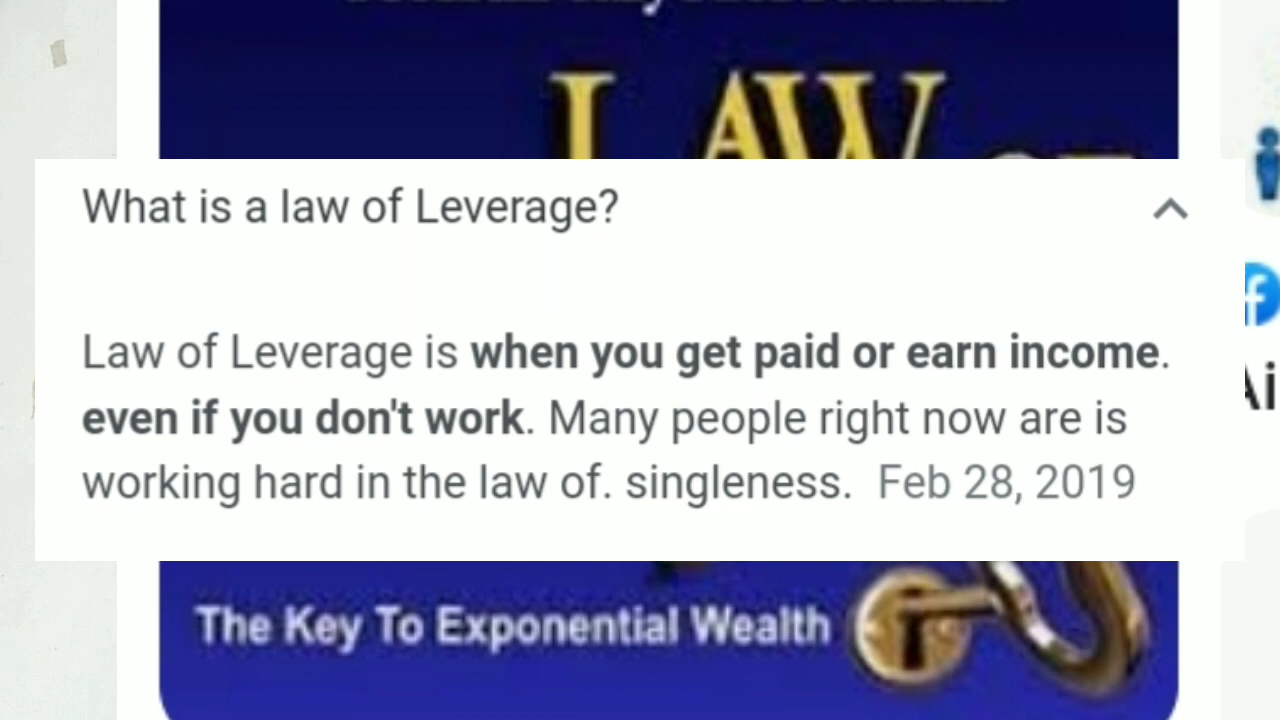 LAW
What is a law of Leverage?
Law of Leverage is when you get paid or earn income.
even if you don't work. Many people right now are is
working hard in the law of. singleness. Feb 28, 2019
The Key To Exponential Wealth